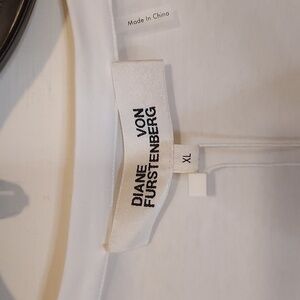 Made In China
DIANE VON
FURSTENBERG
XL